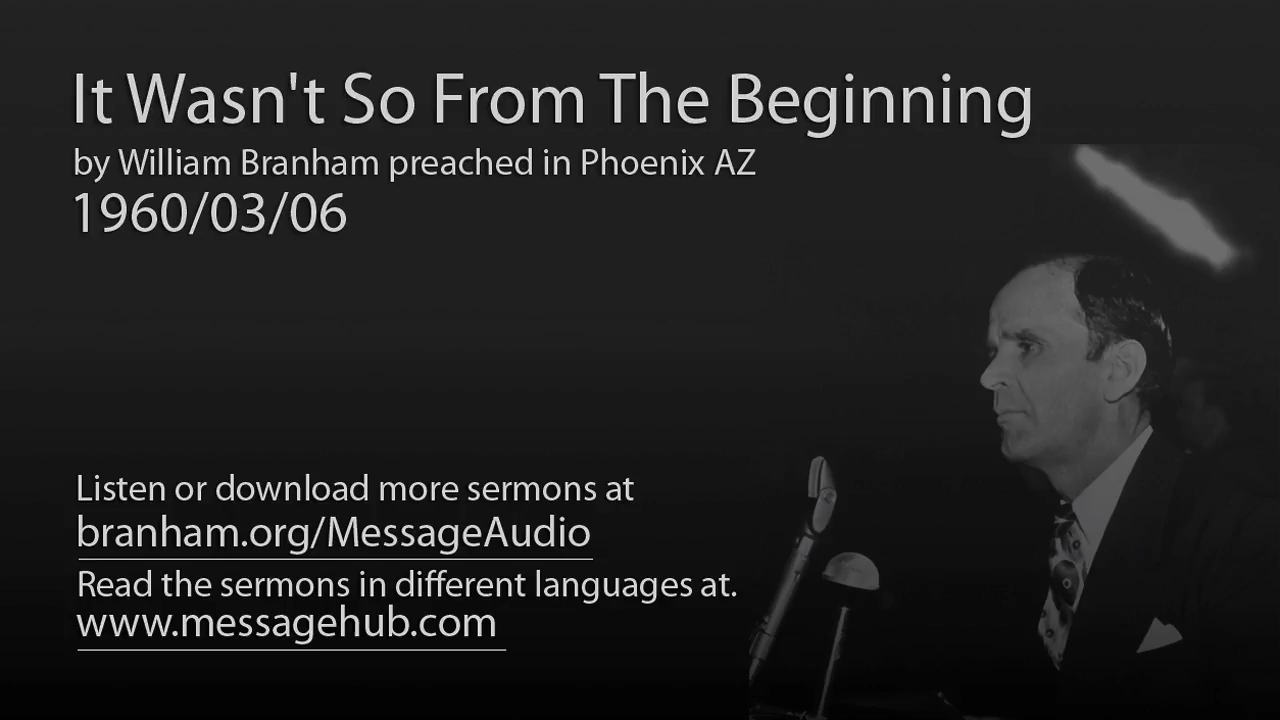 It Wasn't So From The Beginning
by William Branham preached in Phoenix AZ
1960/03/06
Listen or download more sermons at
branham.org/MessageAudio
Read the sermons in different languages at.
www.messagehub.com